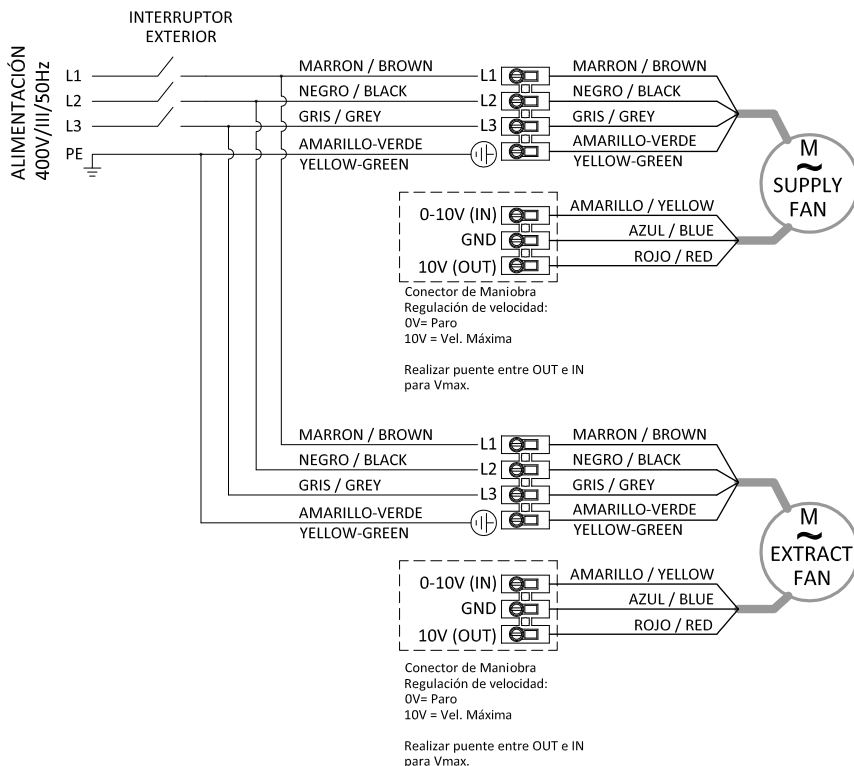 INTERRUPTOR
EXTERIOR
ALIMENTACIÓN
400V/III/50Hz
L1
L2
L3
PE
MARRON / BROWN
NEGRO / BLACK
GRIS / GREY
AMARILLO-VERDE
YELLOW-GREEN
L1
L2
L3
MARRON / BROWN
NEGRO / BLACK
GRIS / GREY
AMARILLO-VERDE
YELLOW-GREEN
M
~
SUPPLY
FAN
0-10V (IN)
GND
10V (OUT)
AMARILLO / YELLOW
AZUL / BLUE
ROJO / RED
Conector de Maniobra
Regulación de velocidad:
0V= Paro
10V = Vel. Máxima
Realizar puente entre OUT e IN
para Vmax.
MARRON / BROWN
NEGRO / BLACK
GRIS / GREY
AMARILLO-VERDE
YELLOW-GREEN
L1
L2
L3
MARRON / BROWN
NEGRO / BLACK
GRIS / GREY
AMARILLO-VERDE
YELLOW-GREEN
M
~
EXTRACT
FAN
0-10V (IN)
GND
10V (OUT)
AMARILLO / YELLOW
AZUL / BLUE
ROJO / RED
Conector de Maniobra
Regulación de velocidad:
0V= Paro
10V = Vel. Máxima
Realizar puente entre OUT e IN
para Vmax.